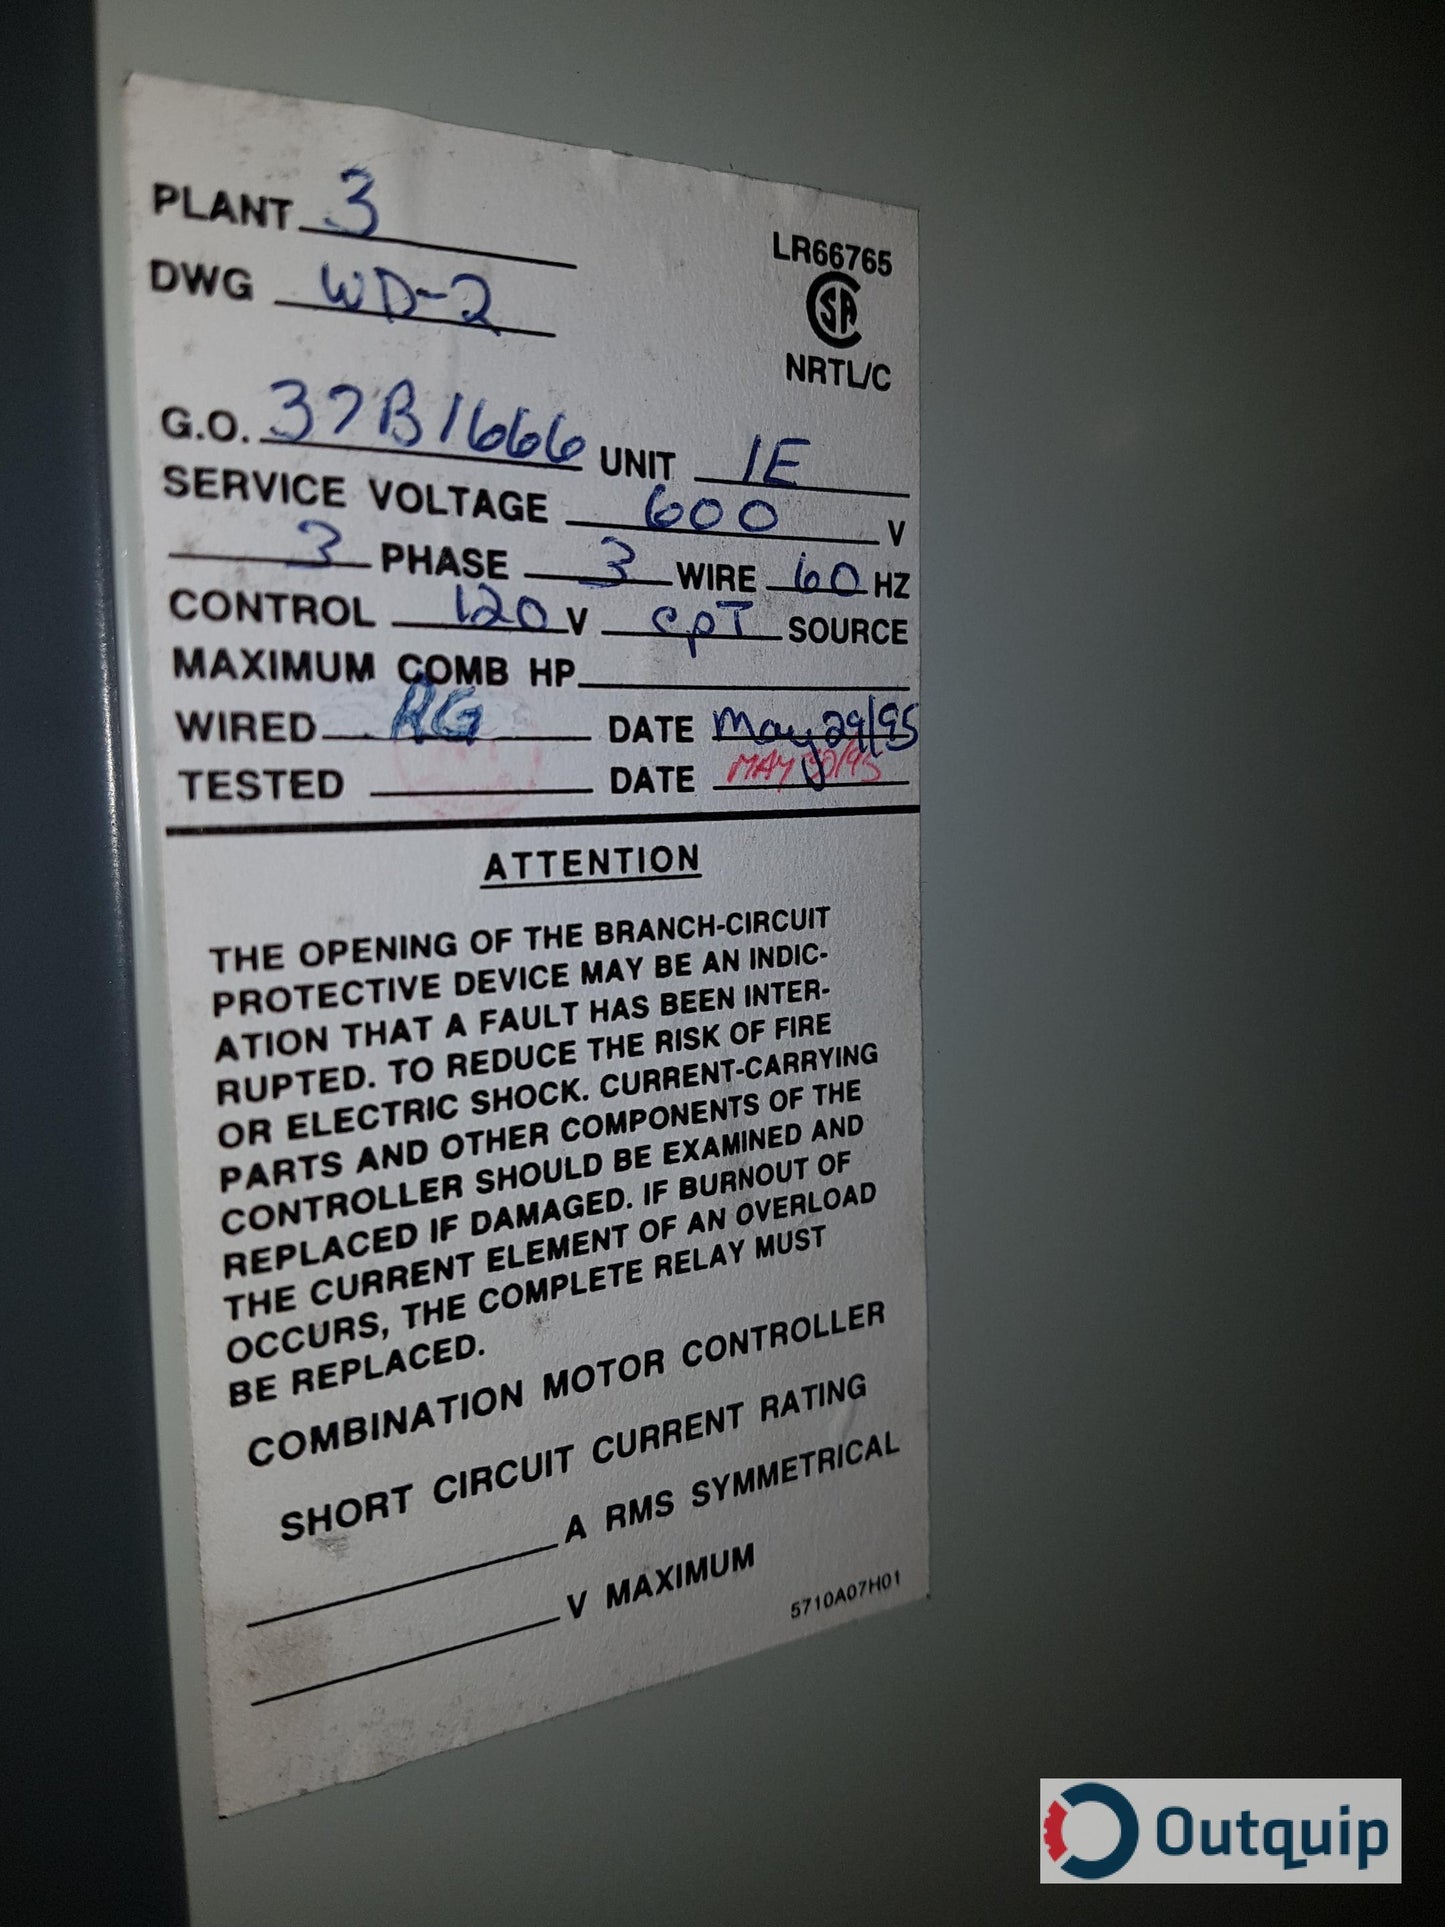 PLANT 3
DWG WD-2
LR66765
SA
NRTL/C
G.O. 37B1666 UNIT 1E
SERVICE VOLTAGE 600 V
3 PHASE 3 WIRE 60 HZ
CONTROL 120 V CPT SOURCE
MAXIMUM COMB HP
WIRED RG DATE May 29/95
TESTED DATE MAY 30/95
ATTENTION
THE OPENING OF THE BRANCH-CIRCUIT
PROTECTIVE DEVICE MAY BE AN INDIC-
ATION THAT A FAULT HAS BEEN INTER-
RUPTED. TO REDUCE THE RISK OF FIRE
OR ELECTRIC SHOCK. CURRENT-CARRYING
PARTS AND OTHER COMPONENTS OF THE
CONTROLLER SHOULD BE EXAMINED AND
REPLACED IF DAMAGED. IF BURNOUT OF
THE CURRENT ELEMENT OF AN OVERLOAD
OCCURS, THE COMPLETE RELAY MUST
BE REPLACED.
COMBINATION MOTOR CONTROLLER
SHORT CIRCUIT CURRENT RATING
A RMS SYMMETRICAL
V MAXIMUM
5710A07H01
Outquip